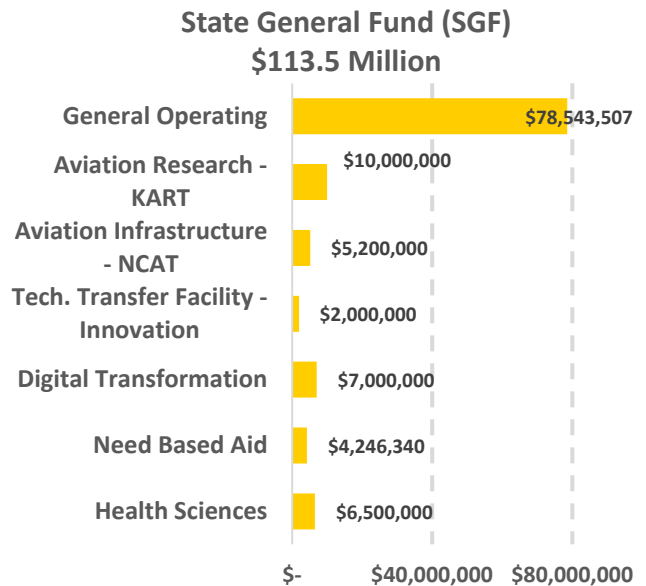 State General Fund (SGF)
$113.5 Million
General Operating
$78,543,507
Aviation Research -
KART
$10,000,000
Aviation Infrastructure
- NCAT
$5,200,000
Tech. Transfer Facility -
Innovation
$2,000,000
Digital Transformation
$7,000,000
Need Based Aid
$4,246,340
Health Sciences
$6,500,000
$- $40,000,000 $80,000,000